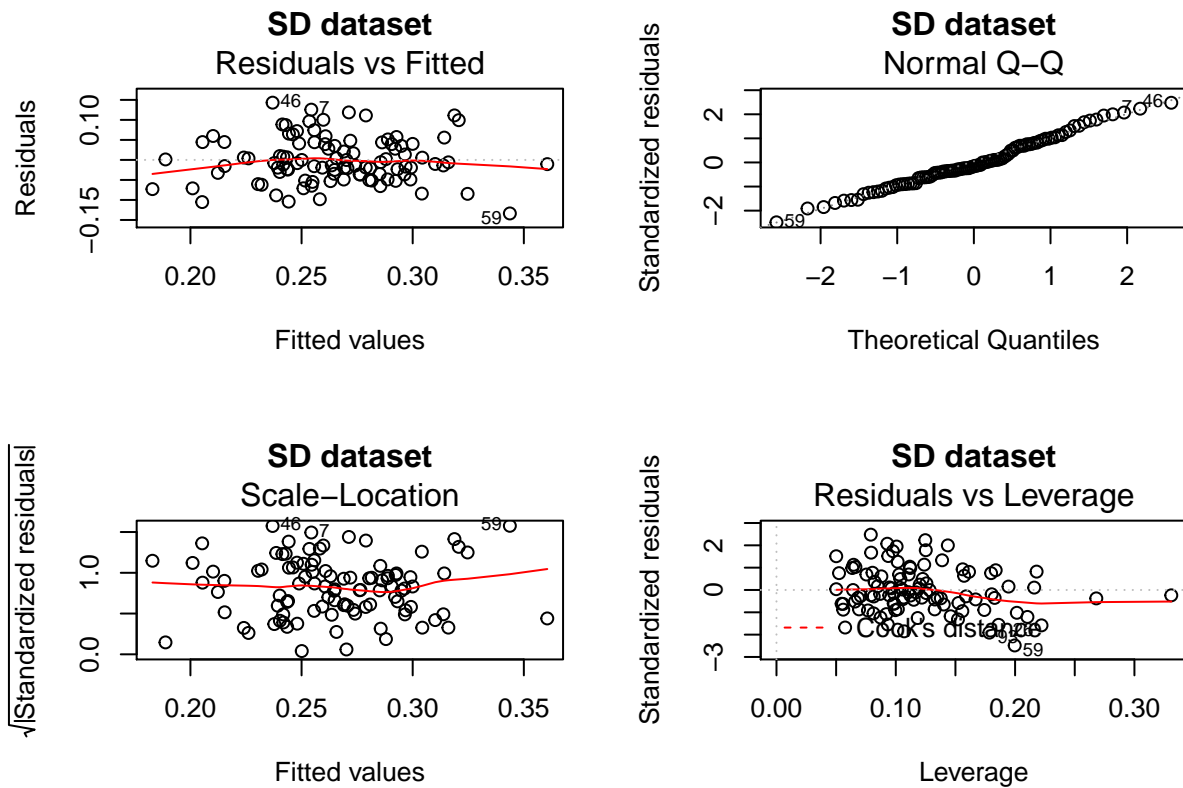 SD dataset
Residuals vs Fitted
Residuals
0.10
−0.15
46
7
59
0.20 0.25 0.30 0.35
Fitted values
SD dataset
Normal Q−Q
Standardized residuals
2
0
−2
7
46
59
−2 −1 0 1 2
Theoretical Quantiles
SD dataset
Scale−Location
√|Standardized residuals|
1.0
0.0
46
7
59
0.20 0.25 0.30 0.35
Fitted values
SD dataset
Residuals vs Leverage
Standardized residuals
2
0
−3
Cook's distance
59
0.00 0.10 0.20 0.30
Leverage